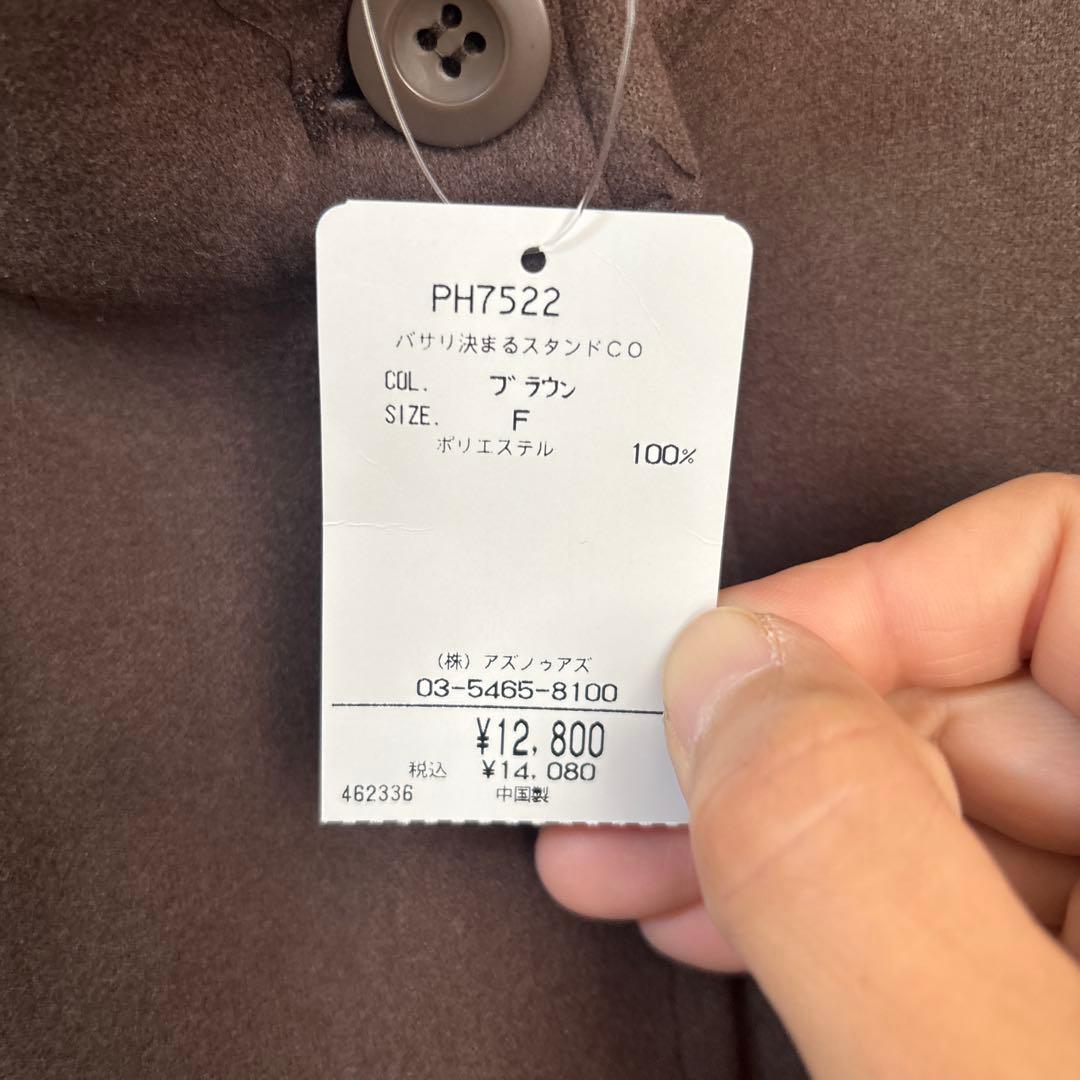 PH7522
バサリ決まるスタンドCO
COL. ブラウン
SIZE. F
ポリエステル 100%
(株) アズノゥアズ
03-5465-8100
¥12,800
税込 ¥14,080
462336 中国製